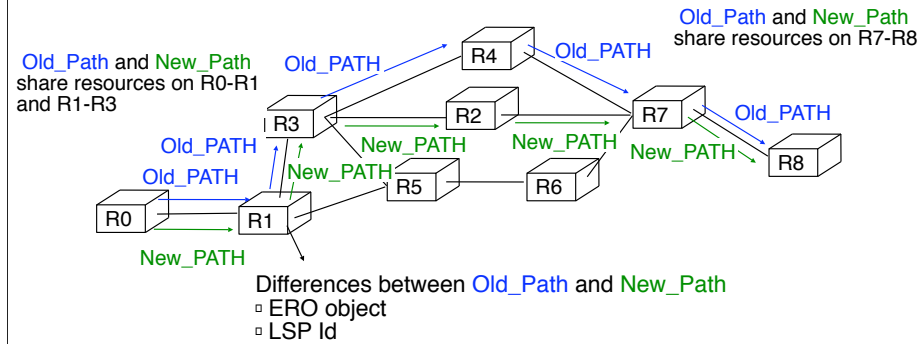 Old_Path and New_Path
share resources on R7-R8
Old_Path and New_Path
share resources on R0-R1
and R1-R3
Old_PATH
R4
Old_PATH
R3
R2
R7
Old_PATH
New_PATH
New_PATH
Old_PATH
New_PATH
R8
Old_PATH
New_PATH
R5
R6
R0
R1
New_PATH
Differences between Old_Path and New_Path
▫ ERO object
▫ LSP Id